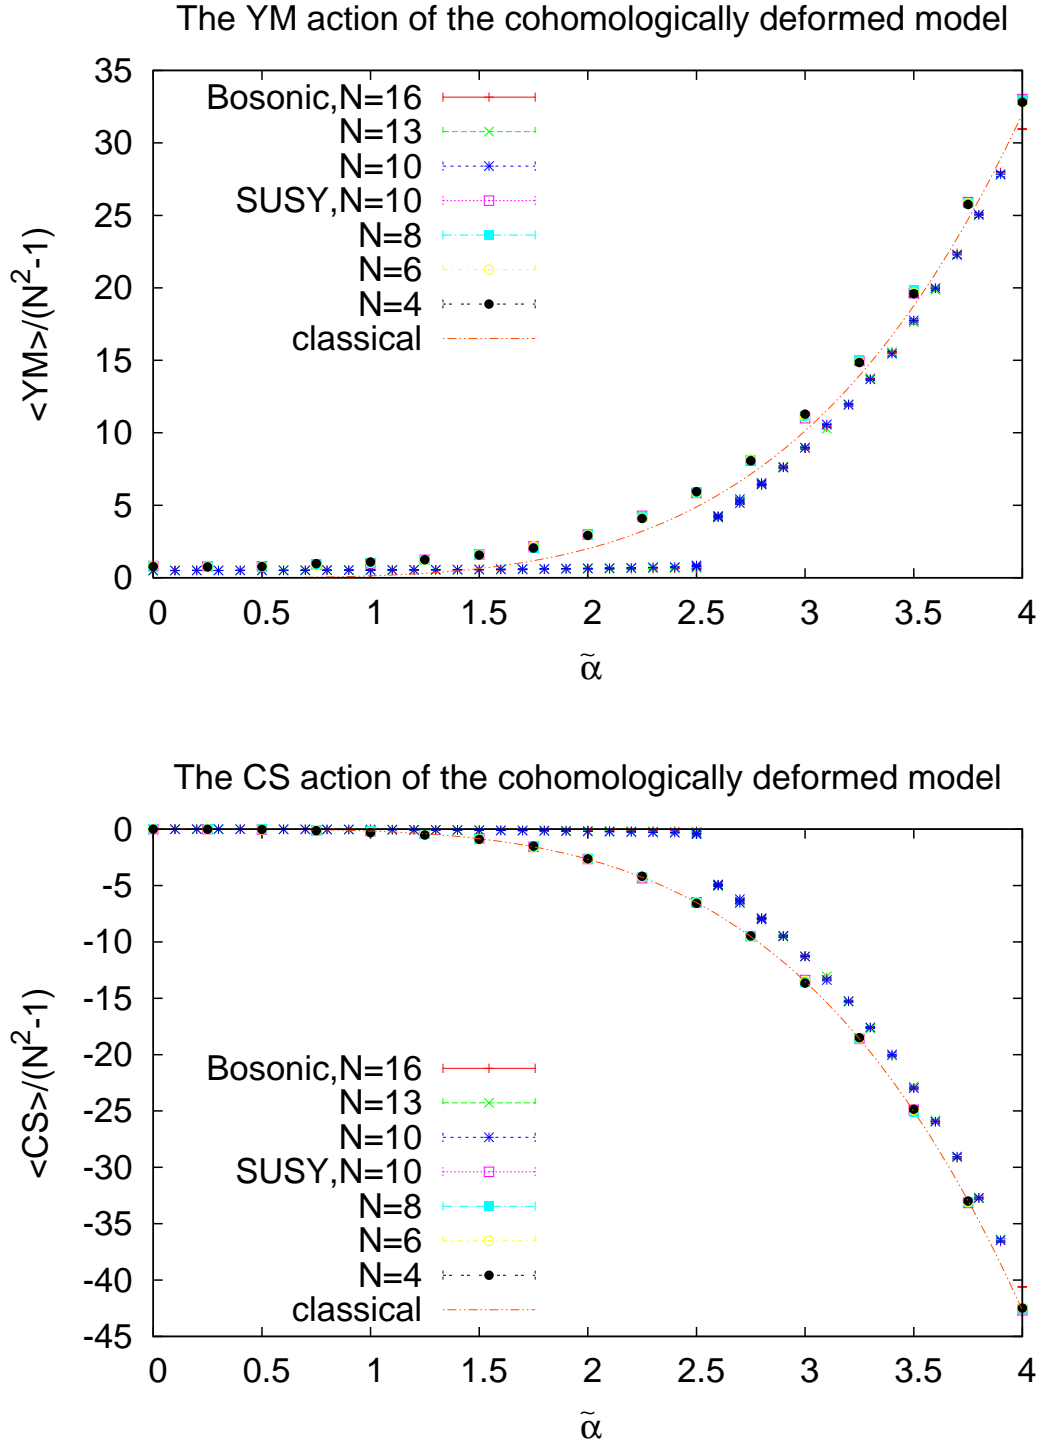 The YM action of the cohomologically deformed model
35
30
25
20
15
10
5
0
<YM>/(N²-1)
Bosonic,N=16
N=13
N=10
SUSY,N=10
N=8
N=6
N=4
classical
0 0.5 1 1.5 2 2.5 3 3.5 4
α̃
The CS action of the cohomologically deformed model
0
-5
-10
-15
-20
-25
-30
-35
-40
-45
<CS>/(N²-1)
Bosonic,N=16
N=13
N=10
SUSY,N=10
N=8
N=6
N=4
classical
0 0.5 1 1.5 2 2.5 3 3.5 4
α̃